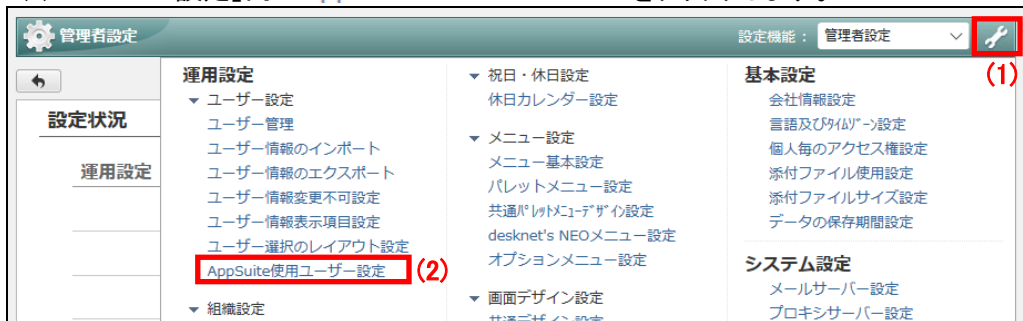 管理者設定
設定機能： 管理者設定
(1)
設定状況
運用設定
運用設定
ユーザー設定
ユーザー管理
ユーザー情報のインポート
ユーザー情報のエクスポート
ユーザー情報変更不可設定
ユーザー情報表示項目設定
ユーザー選択のレイアウト設定
AppSuite使用ユーザー設定
(2)
組織設定
祝日・休日設定
休日カレンダー設定
メニュー設定
メニュー基本設定
パレットメニュー設定
共通ﾊﾟﾚｯﾄﾒﾆｭｰﾃﾞｻﾞｲﾝ設定
desknet's NEOメニュー設定
オプションメニュー設定
画面デザイン設定
基本設定
会社情報設定
言語及びﾀｲﾑｿﾞｰﾝ設定
個人毎のアクセス権設定
添付ファイル使用設定
添付ファイルサイズ設定
データの保存期間設定
システム設定
メールサーバー設定
プロキシサーバー設定